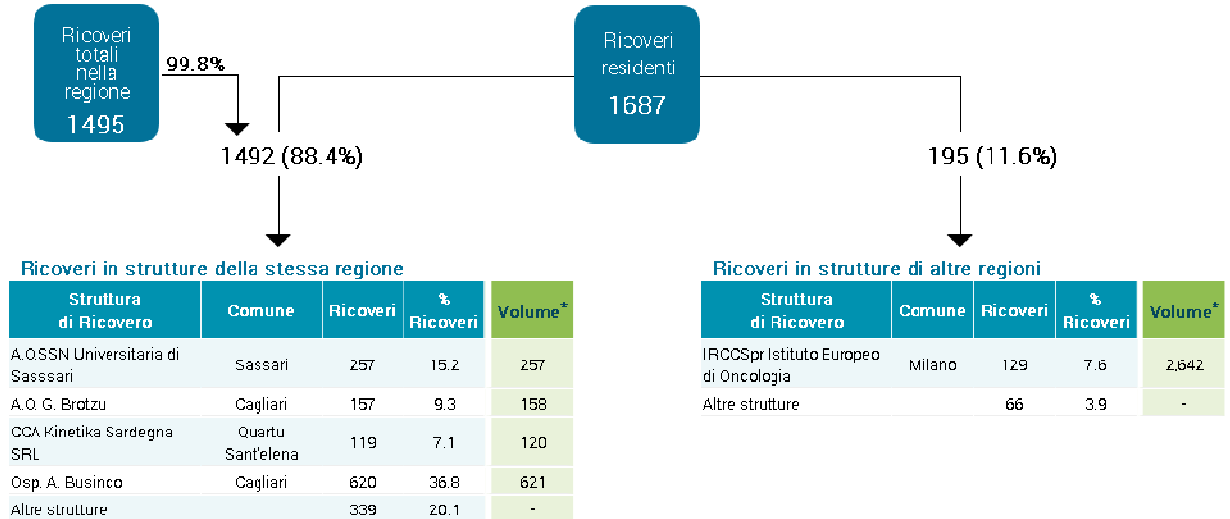 Ricoveri
totali
nella
regione
1495
99.8%
Ricoveri
residenti
1687
1492 (88.4%)
195 (11.6%)
Ricoveri in strutture della stessa regione
Struttura
di Ricovero
Comune
Ricoveri
%
Ricoveri
Volume*
A.OSSN Universitaria di
Sasssari
Sassari
257
15.2
257
A.O. G. Brotzu
Cagliari
157
9.3
158
CCA Kinetika Sardegna
SRL
Quartu
Sant'elena
119
7.1
120
Osp. A. Businco
Cagliari
620
36.8
621
Altre strutture
339
20.1
-
Ricoveri in strutture di altre regioni
Struttura
di Ricovero
Comune
Ricoveri
%
Ricoveri
Volume*
IRCCSpr Istituto Europeo
di Oncologia
Milano
129
7.6
2,642
Altre strutture
66
3.9
-